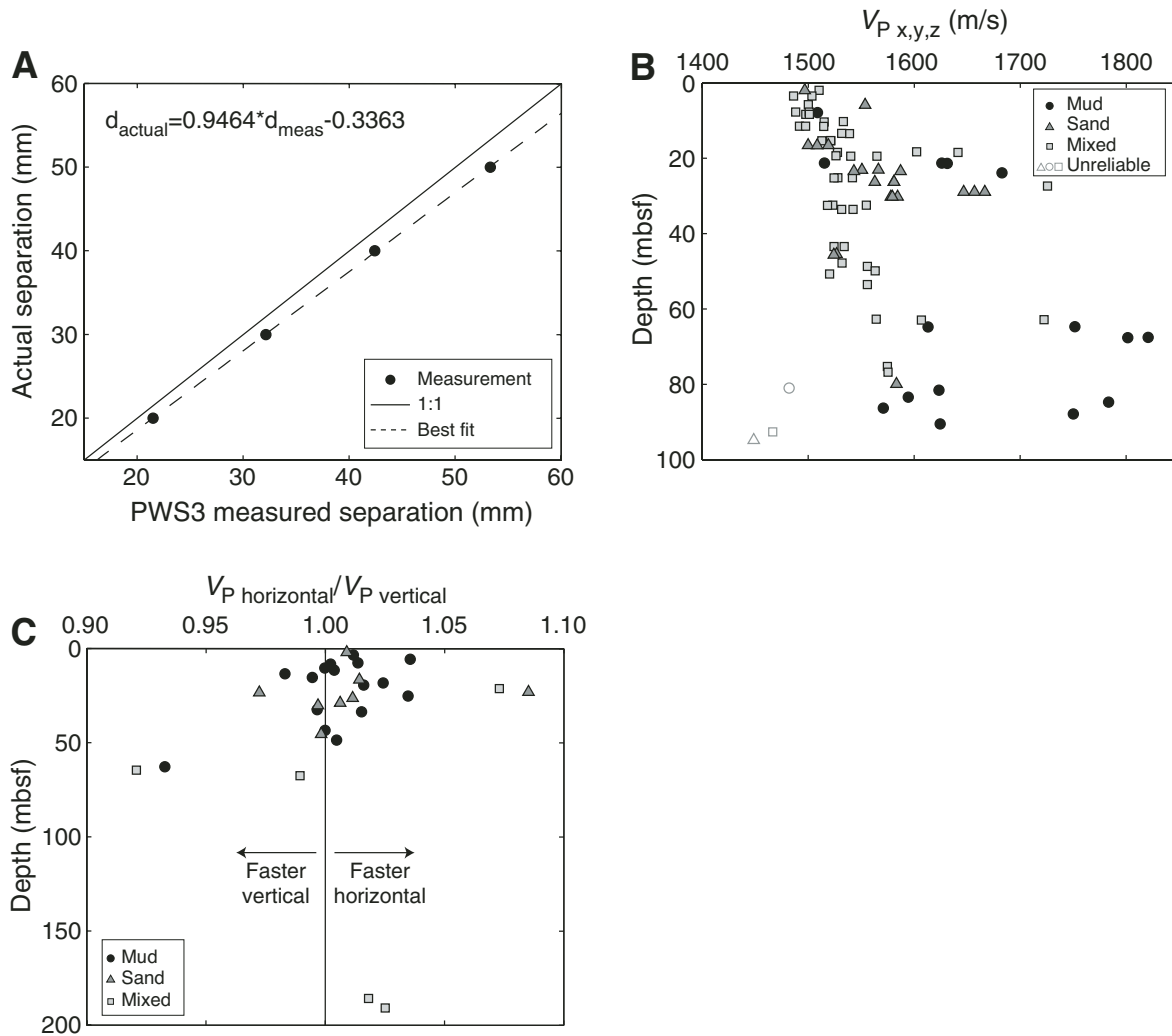 A
60
50
40
30
20
Actual separation (mm)
d_actual=0.9464*d_meas-0.3363
Measurement
1:1
Best fit
20 30 40 50 60
PWS3 measured separation (mm)
B
V_P x,y,z (m/s)
1400 1500 1600 1700 1800
0
20
40
60
80
100
Depth (mbsf)
Mud
Sand
Mixed
Unreliable
C
V_P horizontal/V_P vertical
0.90 0.95 1.00 1.05 1.10
0
50
100
150
200
Depth (mbsf)
Faster vertical
Faster horizontal
Mud
Sand
Mixed